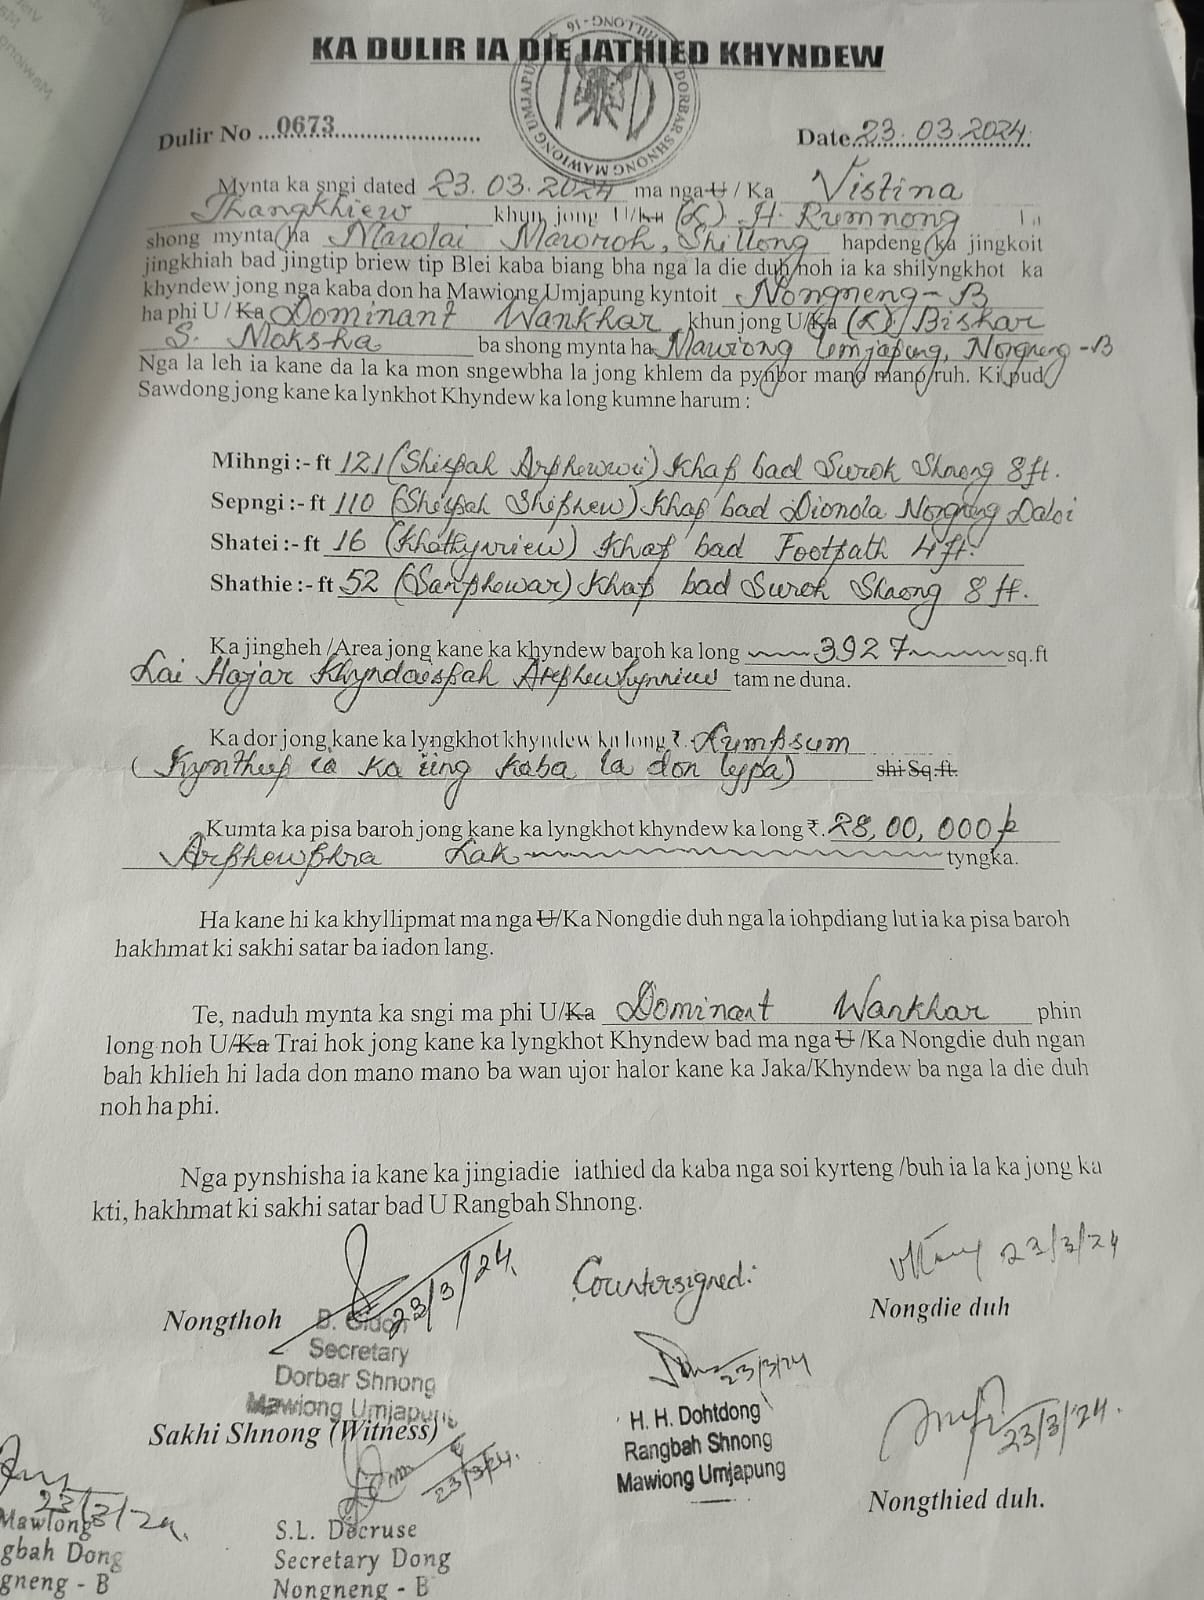 KA DULIR IA DIE IATHIED KHYNDEW
DORBAR SHNONG MAWIONG UMJAPUNG SHILLONG - 16
Dulir No ...0673...
Date 23.03.2024
Mynta ka sngi dated 23.03.2024 ma nga U / Ka Vistina
Thangkhiew khun jong U/ka (L) H. Rumnong
shong mynta ha Mawlai Mawroh, Shillong hapdeng ka jingkoit
jingkhiah bad jingtip briew tip Blei kaba biang bha nga la die duh noh ia ka shilyngkhot ka
khyndew jong nga kaba don ha Mawiong Umjapung kyntoit Nongneng - B
ha phi U / Ka Dominant Wankhar khun jong U/Ka (L) Biskar
S. Moksha ba shong mynta ha Mawiong Umjapung, Nongneng - B
Nga la leh ia kane da la ka mon sngewbha la jong khlem da pynbor mano mano ruh. Ki pud
Sawdong jong kane ka lynkhot Khyndew ka long kumne harum :
Mihngi :- ft 121 (Shispah Arphewwei) Khap bad Surok Shnong 8 ft.
Sepngi :- ft 110 (Shispah Shiphew) Khap bad Dionola Nongneng Daloi
Shatei :- ft 16 (Khathynriew) Khap bad Footpath 4 ft.
Shathie :- ft 52 (Sanphewar) Khap bad Surok Shnong 8 ft.
Ka jingheh /Area jong kane ka khyndew baroh ka long 3927 sq.ft
Lai Hajar Khyndaispah Arphewhynniew tam ne duna.
Ka dor jong kane ka lyngkhot khyndew ka long ₹. Lumpsum
(Kynthup ia ka iing kaba la don lypa) shi Sq.ft.
Kumta ka pisa baroh jong kane ka lyngkhot khyndew ka long ₹. 28,00,000/-
Arphewphra Lak tyngka.
Ha kane hi ka khyllipmat ma nga U/Ka Nongdie duh nga la iohpdiang lut ia ka pisa baroh
hakhmat ki sakhi satar ba iadon lang.
Te, naduh mynta ka sngi ma phi U/Ka Dominant Wankhar phin
long noh U/Ka Trai hok jong kane ka lyngkhot Khyndew bad ma nga U /Ka Nongdie duh ngan
bah khlieh hi lada don mano mano ba wan ujor halor kane ka Jaka/Khyndew ba nga la die duh
noh ha phi.
Nga pynshisha ia kane ka jingiadie iathied da kaba nga soi kyrteng /buh ia la ka jong ka
kti, hakhmat ki sakhi satar bad U Rangbah Shnong.
23/3/24
Nongthoh
Secretary
Dorbar Shnong
Mawiong Umjapung
Countersigned:
23/3/24
H. H. Dohtdong
Rangbah Shnong
Mawiong Umjapung
23/3/24
Nongdie duh
23/3/24.
Nongthied duh.
Sakhi Shnong (Witness)
23/3/24.
Mawlong
gbah Dong
gneng - B
23/3/24.
S.L. Decruse
Secretary Dong
Nongneng - B